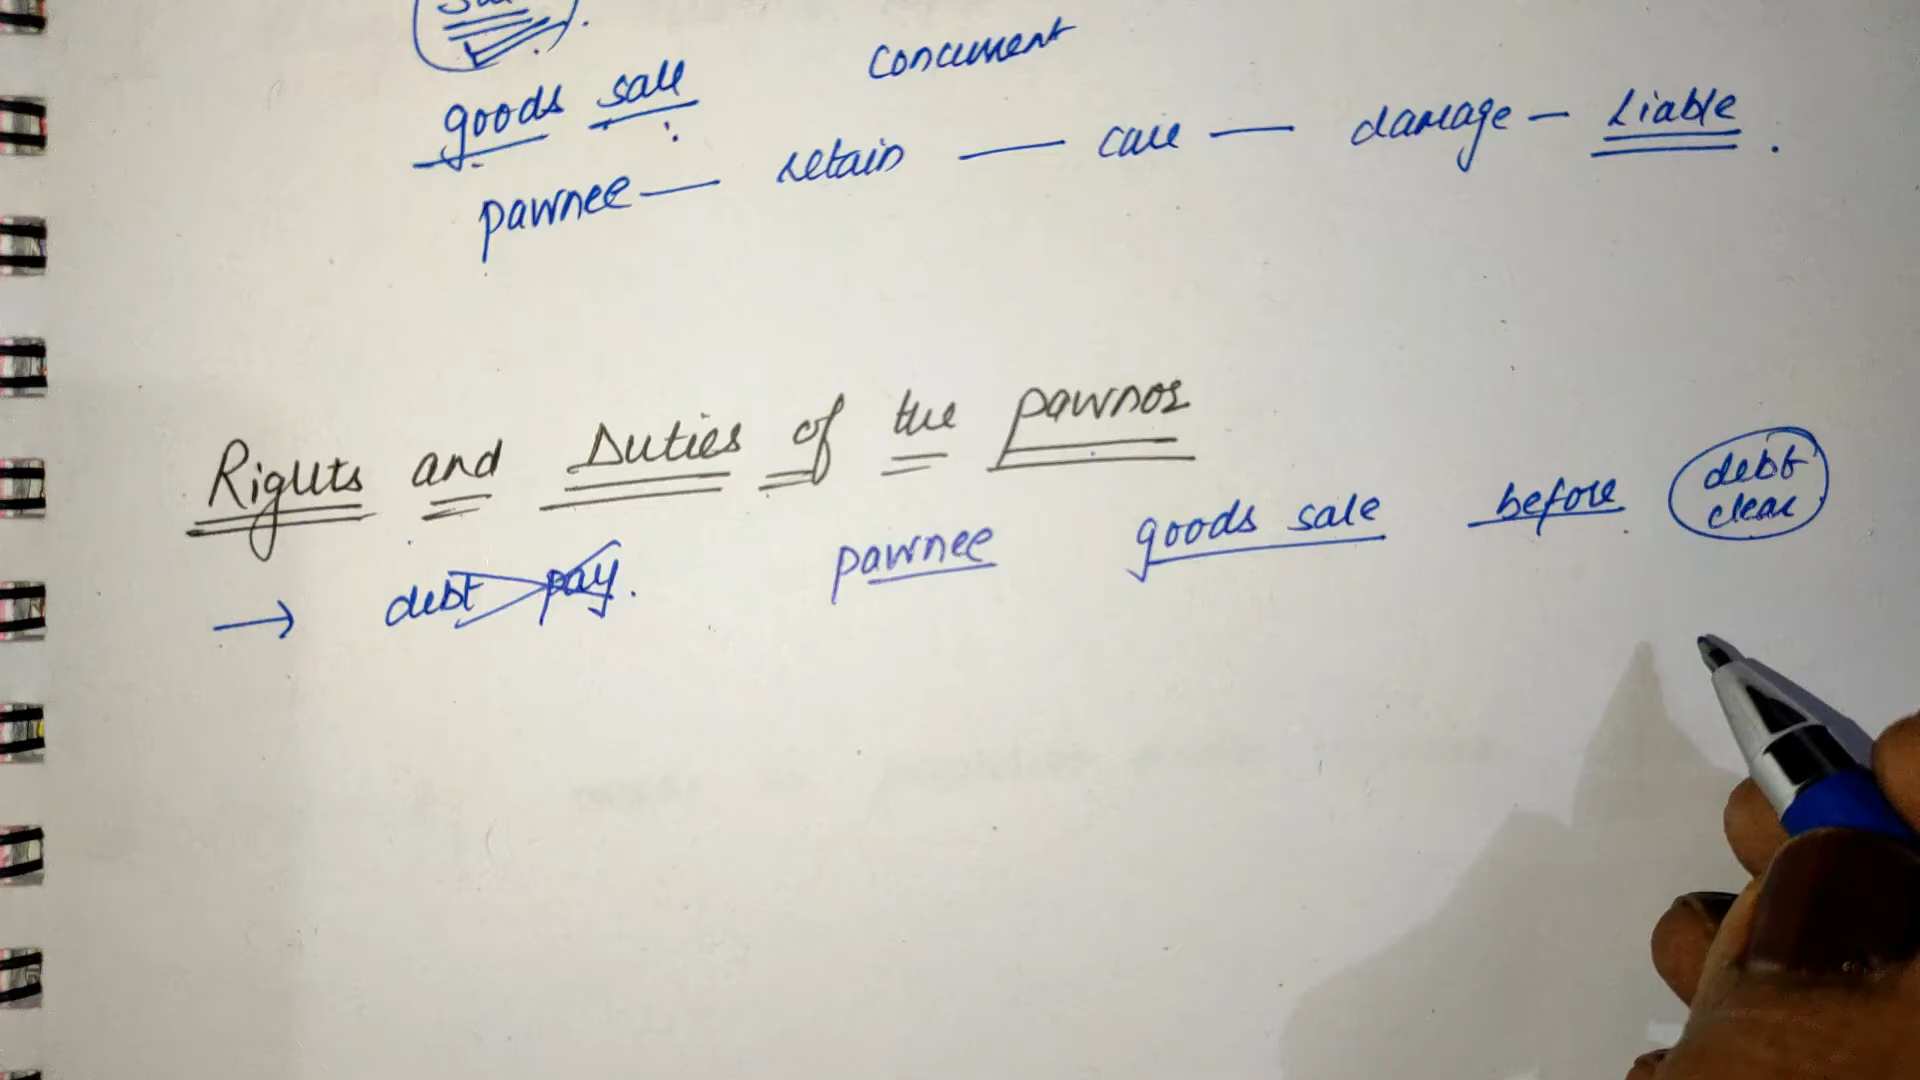 goods sale concurrent
pawnee — retain — care — damage — Liable.
Rights and Duties of the pawnor
→ debt pay. pawnee goods sale before debt clear